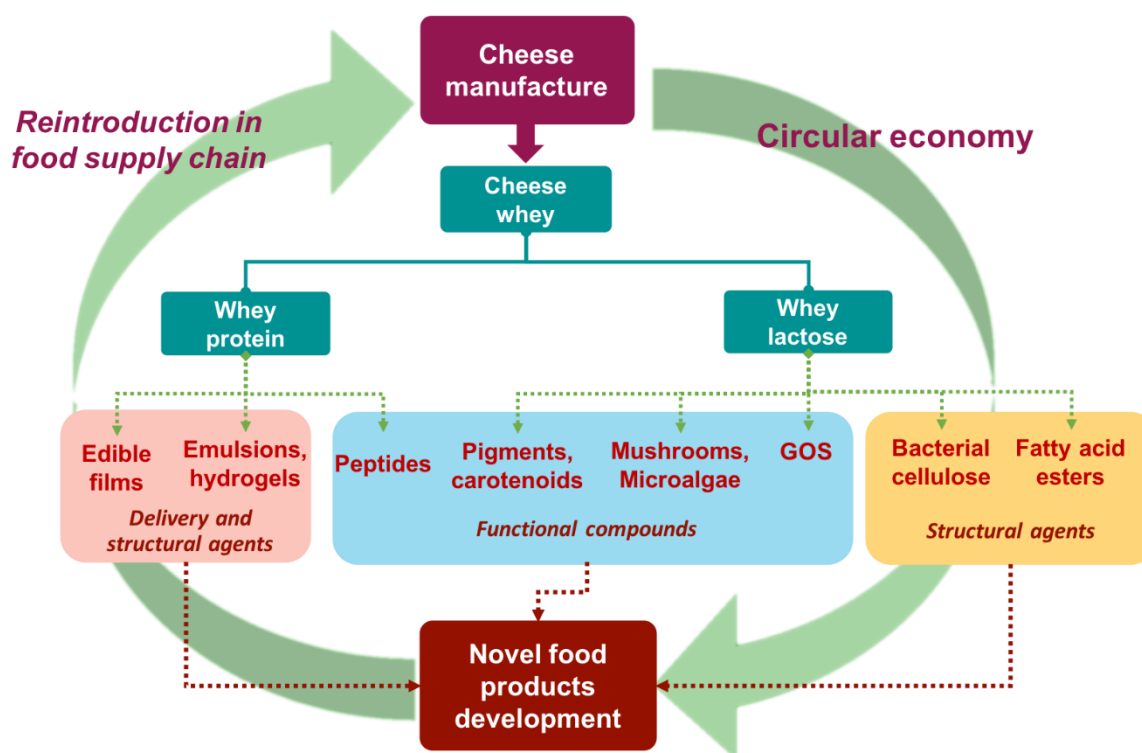 Cheese
manufacture
Reintroduction in
food supply chain
Circular economy
Cheese
whey
Whey
protein
Whey
lactose
Edible
films
Emulsions,
hydrogels
Delivery and
structural agents
Peptides
Pigments,
carotenoids
Mushrooms,
Microalgae
GOS
Functional compounds
Bacterial
cellulose
Fatty acid
esters
Structural agents
Novel food
products
development